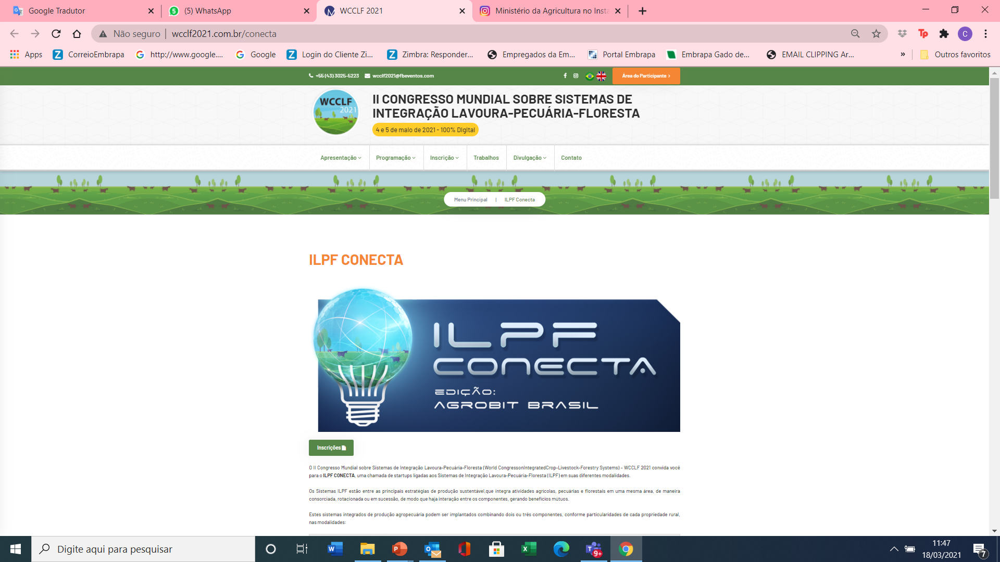 Google Tradutor
(5) WhatsApp
WCCLF 2021
Ministério da Agricultura no Insta
Não seguro
wcclf2021.com.br/conecta
C
Apps
CorreioEmbrapa
http://www.google....
Google
Login do Cliente Zi...
Zimbra: Responder...
Empregados da Em...
Portal Embrapa
Embrapa Gado de...
EMAIL CLIPPING Ar...
»
Outros favoritos
+55 (43) 3025-5223
wcclf2021@fbeventos.com
Área do Participante
WCCLF
2021
II CONGRESSO MUNDIAL SOBRE SISTEMAS DE
INTEGRAÇÃO LAVOURA-PECUÁRIA-FLORESTA
4 e 5 de maio de 2021 - 100% Digital
Apresentação
Programação
Inscrição
Trabalhos
Divulgação
Contato
Menu Principal | ILPF Conecta
ILPF CONECTA
ILPF
CONECTA
EDIÇÃO:
AGROBIT BRASIL
Inscrições
O II Congresso Mundial sobre Sistemas de Integração Lavoura-Pecuária-Floresta (World CongressonIntegratedCrop-Livestock-Forestry Systems) - WCCLF 2021 convida você
para o ILPF CONECTA, uma chamada de startups ligadas aos Sistemas de Integração Lavoura-Pecuária-Floresta (ILPF) em suas diferentes modalidades.
Os Sistemas ILPF estão entre as principais estratégias de produção sustentável,que integra atividades agrícolas, pecuárias e florestais em uma mesma área, de maneira
consorciada, rotacionada ou em sucessão, de modo que haja interação entre os componentes, gerando benefícios mútuos.
Estes sistemas integrados de produção agropecuária podem ser implantados combinando dois ou três componentes, conforme particularidades de cada propriedade rural,
nas modalidades:
Digite aqui para pesquisar
9+
11:47
18/03/2021
7